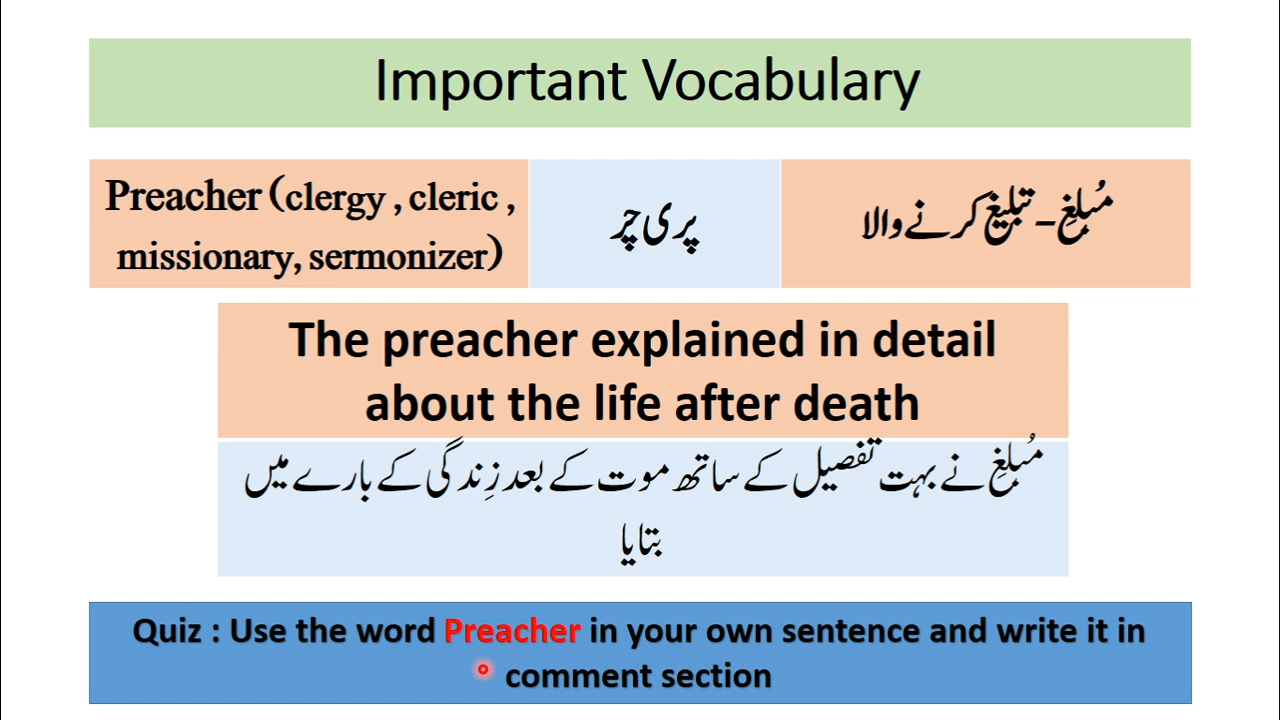 Important Vocabulary
Preacher (clergy , cleric ,
missionary, sermonizer)
پری چر
مُبلغِ - تبلیغ کرنے والا
The preacher explained in detail
about the life after death
مُبلغِ نے بہت تفصیل کے ساتھ موت کے بعد زِندگی کے بارے میں
بتایا
Quiz : Use the word Preacher in your own sentence and write it in
comment section